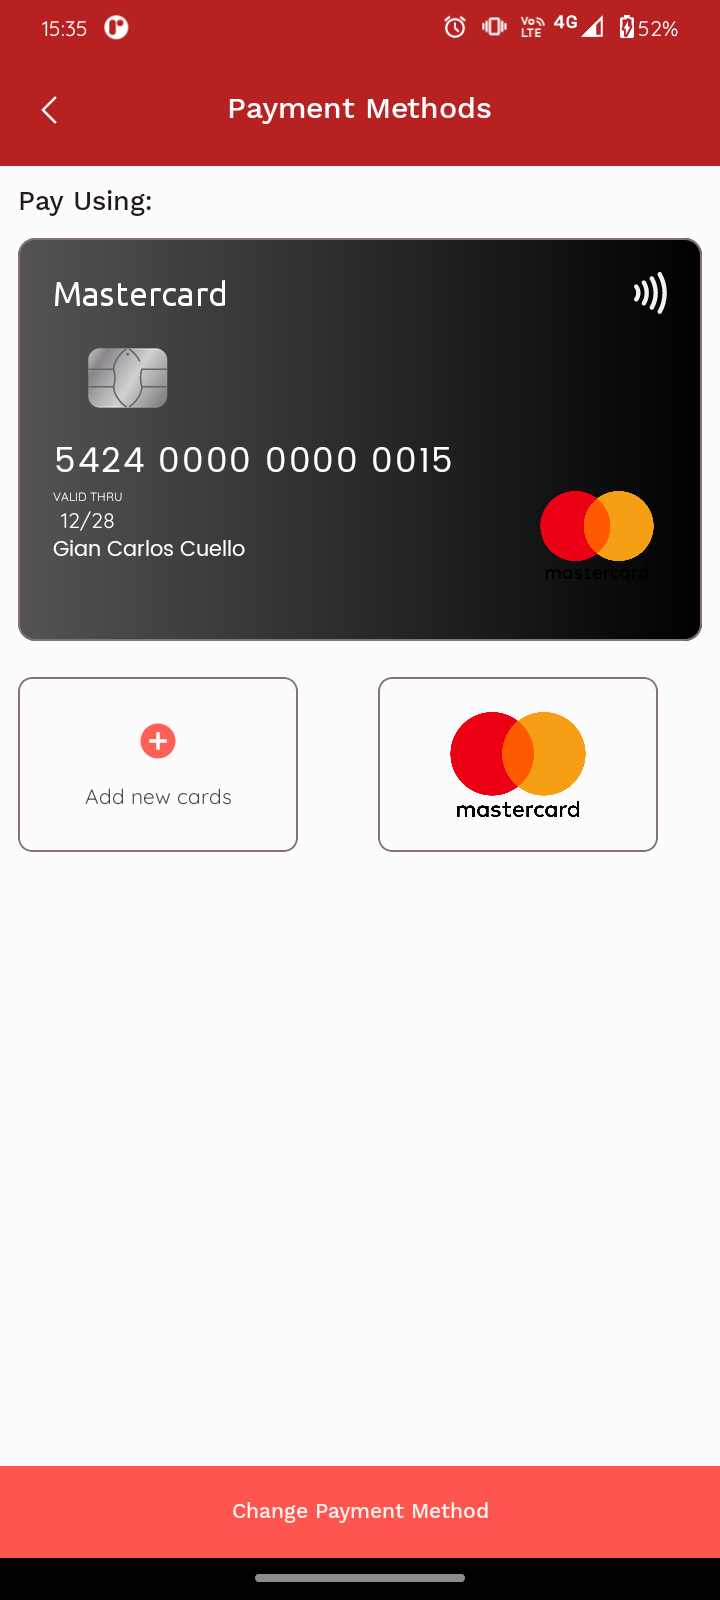 15:35
Vo LTE 4G 52%
Payment Methods
Pay Using:
Mastercard
5424 0000 0000 0015
VALID THRU
12/28
Gian Carlos Cuello
mastercard
Add new cards
mastercard
Change Payment Method